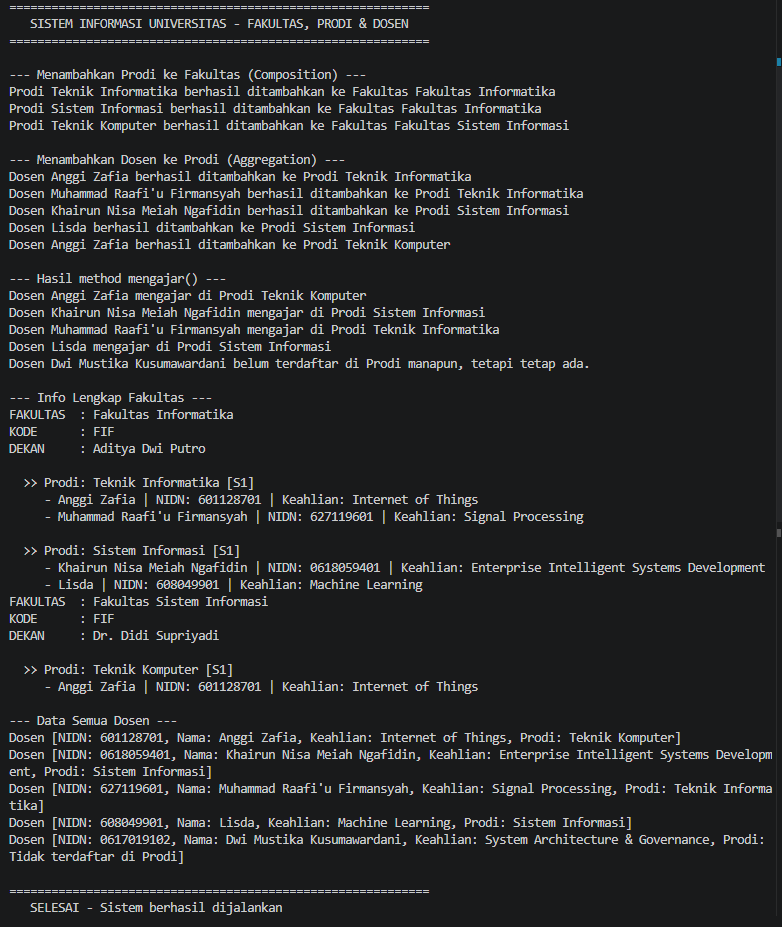 ============================================================
SISTEM INFORMASI UNIVERSITAS - FAKULTAS, PRODI & DOSEN
============================================================
--- Menambahkan Prodi ke Fakultas (Composition) ---
Prodi Teknik Informatika berhasil ditambahkan ke Fakultas Fakultas Informatika
Prodi Sistem Informasi berhasil ditambahkan ke Fakultas Fakultas Informatika
Prodi Teknik Komputer berhasil ditambahkan ke Fakultas Fakultas Sistem Informasi
--- Menambahkan Dosen ke Prodi (Aggregation) ---
Dosen Anggi Zafia berhasil ditambahkan ke Prodi Teknik Informatika
Dosen Muhammad Raafi'u Firmansyah berhasil ditambahkan ke Prodi Teknik Informatika
Dosen Khairun Nisa Meiah Ngafidin berhasil ditambahkan ke Prodi Sistem Informasi
Dosen Lisda berhasil ditambahkan ke Prodi Sistem Informasi
Dosen Anggi Zafia berhasil ditambahkan ke Prodi Teknik Komputer
--- Hasil method mengajar() ---
Dosen Anggi Zafia mengajar di Prodi Teknik Komputer
Dosen Khairun Nisa Meiah Ngafidin mengajar di Prodi Sistem Informasi
Dosen Muhammad Raafi'u Firmansyah mengajar di Prodi Teknik Informatika
Dosen Lisda mengajar di Prodi Sistem Informasi
Dosen Dwi Mustika Kusumawardani belum terdaftar di Prodi manapun, tetapi tetap ada.
--- Info Lengkap Fakultas ---
FAKULTAS  : Fakultas Informatika
KODE      : FIF
DEKAN     : Aditya Dwi Putro
>> Prodi: Teknik Informatika [S1]
- Anggi Zafia | NIDN: 601128701 | Keahlian: Internet of Things
- Muhammad Raafi'u Firmansyah | NIDN: 627119601 | Keahlian: Signal Processing
>> Prodi: Sistem Informasi [S1]
- Khairun Nisa Meiah Ngafidin | NIDN: 0618059401 | Keahlian: Enterprise Intelligent Systems Development
- Lisda | NIDN: 608049901 | Keahlian: Machine Learning
FAKULTAS  : Fakultas Sistem Informasi
KODE      : FIF
DEKAN     : Dr. Didi Supriyadi
>> Prodi: Teknik Komputer [S1]
- Anggi Zafia | NIDN: 601128701 | Keahlian: Internet of Things
--- Data Semua Dosen ---
Dosen [NIDN: 601128701, Nama: Anggi Zafia, Keahlian: Internet of Things, Prodi: Teknik Komputer]
Dosen [NIDN: 0618059401, Nama: Khairun Nisa Meiah Ngafidin, Keahlian: Enterprise Intelligent Systems Developm
ent, Prodi: Sistem Informasi]
Dosen [NIDN: 627119601, Nama: Muhammad Raafi'u Firmansyah, Keahlian: Signal Processing, Prodi: Teknik Informa
tika]
Dosen [NIDN: 608049901, Nama: Lisda, Keahlian: Machine Learning, Prodi: Sistem Informasi]
Dosen [NIDN: 0617019102, Nama: Dwi Mustika Kusumawardani, Keahlian: System Architecture & Governance, Prodi:
Tidak terdaftar di Prodi]
============================================================
SELESAI - Sistem berhasil dijalankan